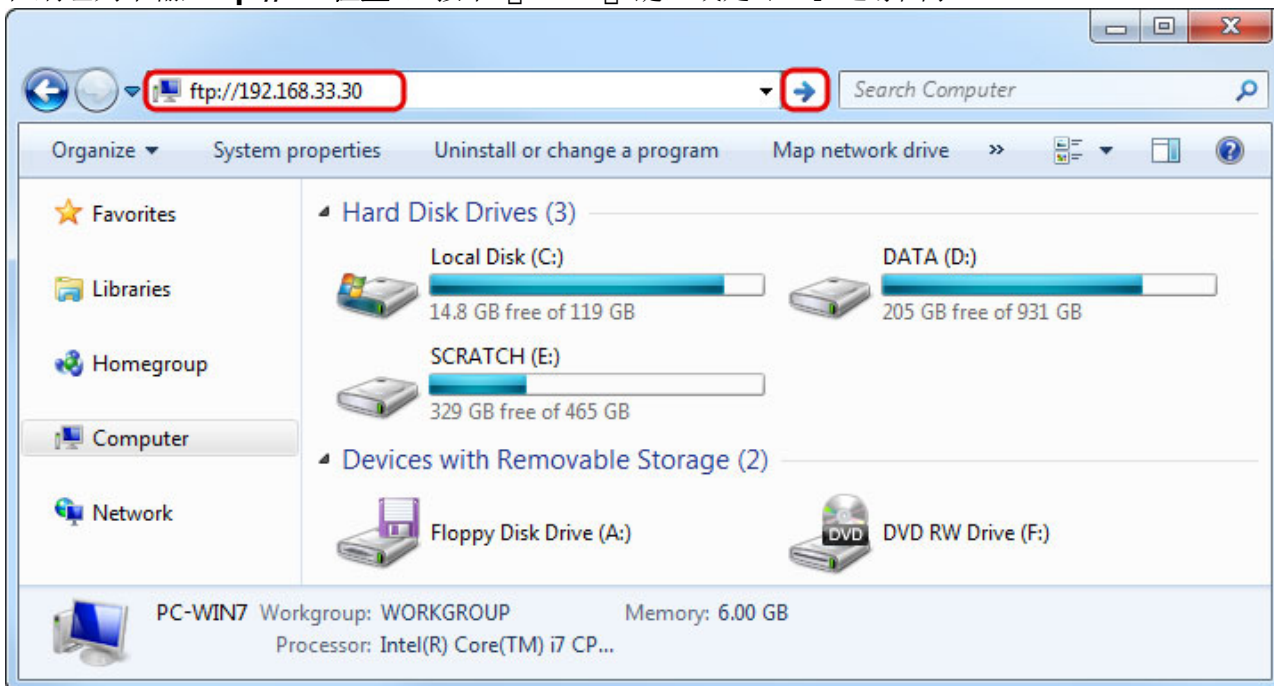 ftp://192.168.33.30
Search Computer
Organize
System properties
Uninstall or change a program
Map network drive
»
Favorites
Libraries
Homegroup
Computer
Network
Hard Disk Drives (3)
Local Disk (C:)
14.8 GB free of 119 GB
DATA (D:)
205 GB free of 931 GB
SCRATCH (E:)
329 GB free of 465 GB
Devices with Removable Storage (2)
Floppy Disk Drive (A:)
DVD
DVD RW Drive (F:)
PC-WIN7 Workgroup: WORKGROUP Memory: 6.00 GB
Processor: Intel(R) Core(TM) i7 CP...